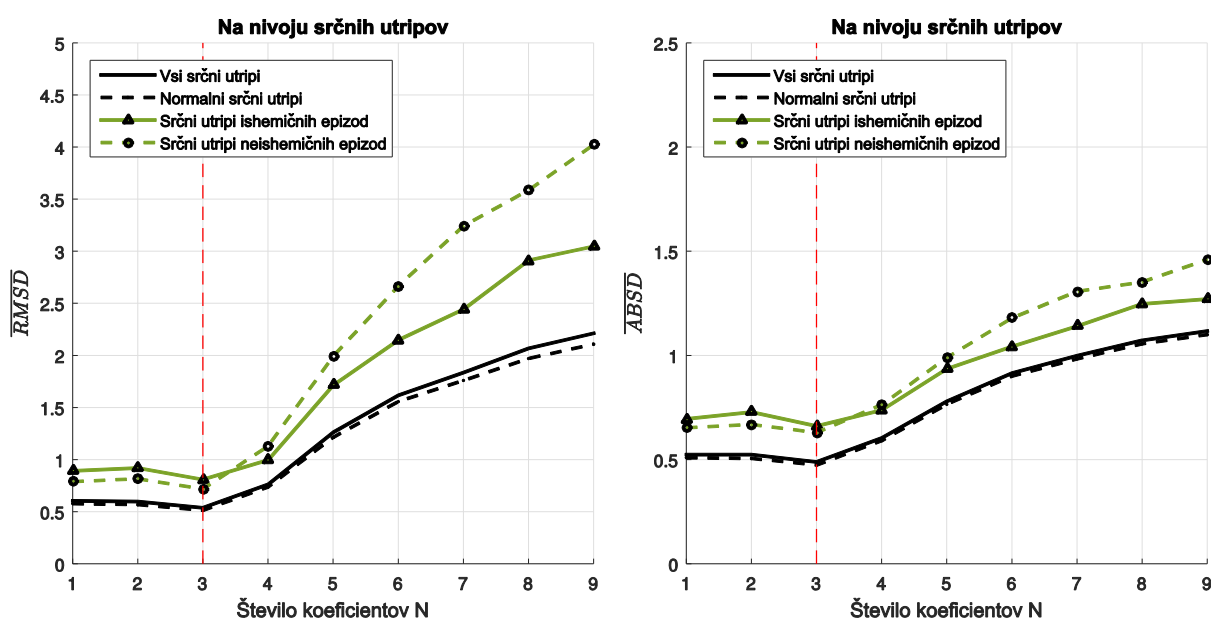 Na nivoju srčnih utripov
5
4.5
4
3.5
3
2.5
2
1.5
1
0.5
0
RMSD
Vsi srčni utripi
Normalni srčni utripi
Srčni utripi ishemičnih epizod
Srčni utripi neishemičnih epizod
1 2 3 4 5 6 7 8 9
Število koeficientov N
Na nivoju srčnih utripov
2.5
2
1.5
1
0.5
0
ABSD
Vsi srčni utripi
Normalni srčni utripi
Srčni utripi ishemičnih epizod
Srčni utripi neishemičnih epizod
1 2 3 4 5 6 7 8 9
Število koeficientov N